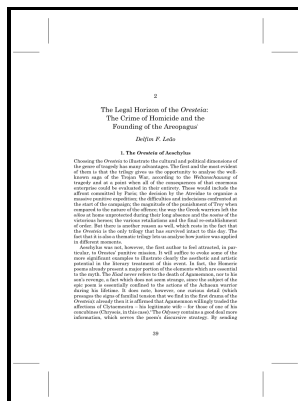 2
The Legal Horizon of the Oresteia:
The Crime of Homicide and the
Founding of the Areopagus
Delfim F. Leão
1. The Oresteia of Aeschylus
Choosing the Oresteia to illustrate the cultural and political dimensions of
the genre of tragedy has many advantages. The first and the most evident
of them is that the trilogy gives us the opportunity to analyse the well-
known saga of the Trojan War, according to the Weltanschauung of
tragedy and at a point when all of the consequences of that onerous
enterprise could be evaluated in their entirety. These would include the
affront committed by Paris; the decision by the Atreidae to organize a
massive punitive expedition; the difficulties and indecisions confronted at
the start of the campaign; the magnitude of the punishment of Troy when
compared to the nature of the offence; the way the Greek warriors left the
oikos at home unprotected during their long absence and the excess of the
victorious heroes; the various retaliations and the final re-establishment
of order. But there is another reason as well, which rests in the fact that
the Oresteia is the only trilogy that has survived intact to this day. The
fact that it is also a thematic trilogy lets us analyse how justice was applied
in different moments.
Aeschylus was not, however, the first author to feel attracted, in par-
ticular, to Orestes' punitive mission. It will suffice to evoke some of the
more significant examples to illustrate clearly the aesthetic and artistic
potential in the literary treatment of this event. In fact, the Homeric
poems already present a major portion of the elements which are essential
to the myth. The Iliad never refers to the death of Agamemnon, nor to his
son's revenge, a fact which does not seem strange, since the subject of the
epic poem is essentially confined to the actions of the Achaean warrior
during his lifetime. It does note, however, one various detail (which
presages the signs of familial tension that we find in the first drama of the
Oresteia): already then it is affirmed that Agamemnon willingly traded the
affections of Clytemnestra – his legitimate wife – for those of one of his
concubines (Chryseis, in this case). The Odyssey contains a good deal more
information, which serves the poem's discursive strategy. By sending
39